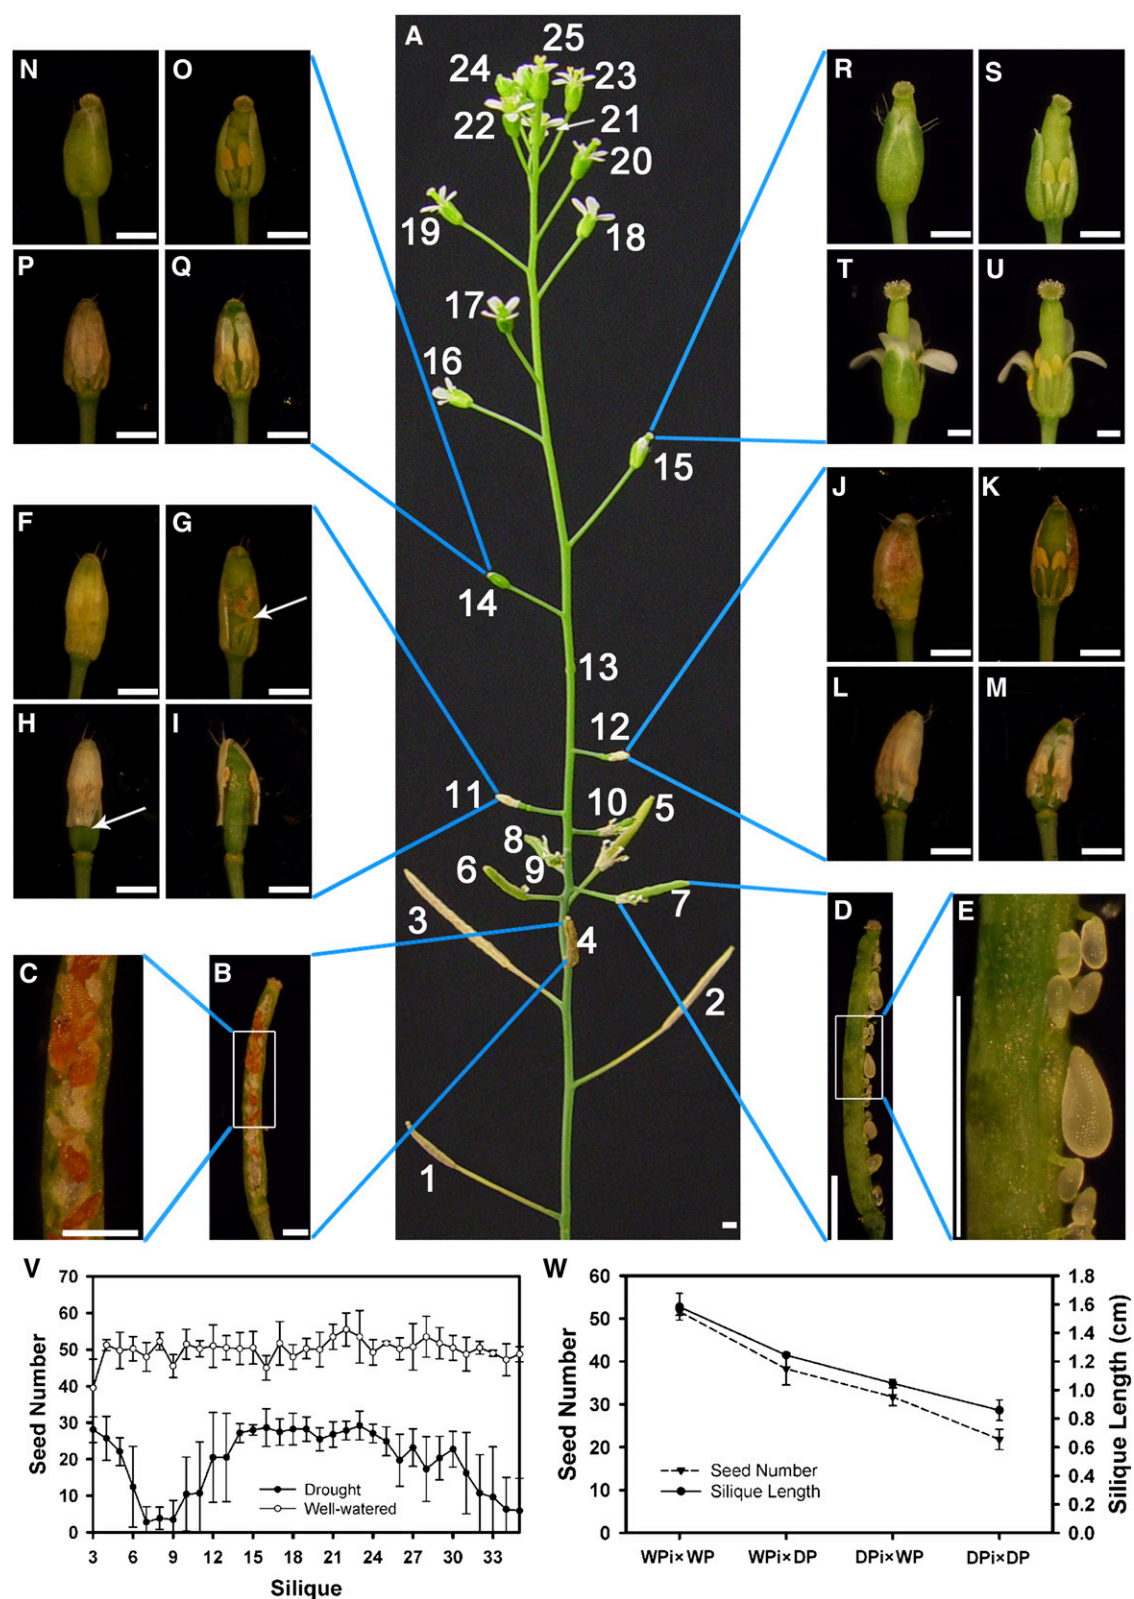 A
N
O
P
Q
R
S
T
U
F
G
H
I
J
K
L
M
C
B
D
E
25
24
23
22
21
20
19
18
17
16
15
14
13
12
11
10
5
8
9
6
7
3
4
2
1
V
70
60
50
40
30
20
10
0
Seed Number
Drought
Well-watered
3 6 9 12 15 18 21 24 27 30 33
Silique
W
60
50
40
30
20
10
0
Seed Number
Seed Number
Silique Length
1.8
1.6
1.4
1.2
1.0
0.8
0.6
0.4
0.2
0.0
Silique Length (cm)
WPi×WP WPi×DP DPi×WP DPi×DP